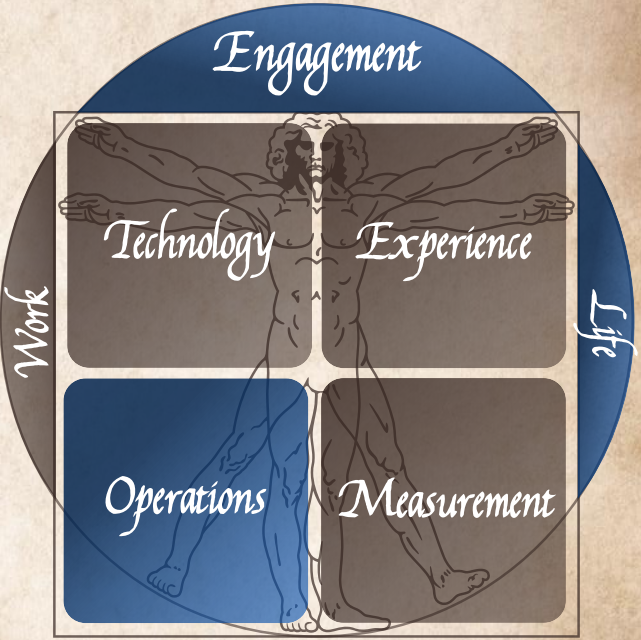 Engagement
Technology
Experience
Work
Life
Operations
Measurement